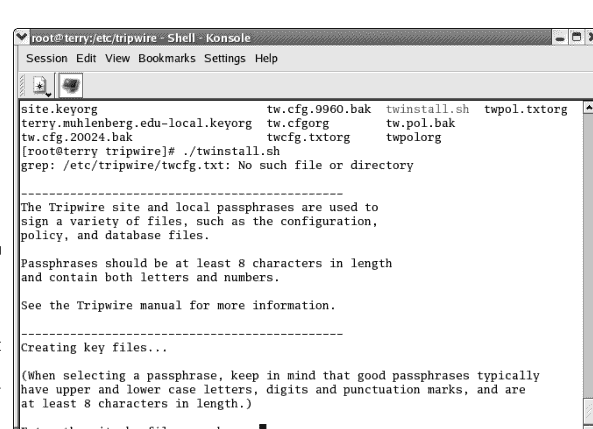 root@terry:/etc/tripwire - Shell - Konsole
Session Edit View Bookmarks Settings Help
site.keyorg tw.cfg.9960.bak twinstall.sh twpol.txtorg
terry.muhlenberg.edu-local.keyorg tw.cfgorg tw.pol.bak
tw.cfg.20024.bak twcfg.txtorg twpolorg
[root@terry tripwire]# ./twinstall.sh
grep: /etc/tripwire/twcfg.txt: No such file or directory
----------------------------------------------
The Tripwire site and local passphrases are used to
sign a variety of files, such as the configuration,
policy, and database files.
Passphrases should be at least 8 characters in length
and contain both letters and numbers.
See the Tripwire manual for more information.
----------------------------------------------
Creating key files...
(When selecting a passphrase, keep in mind that good passphrases typically
have upper and lower case letters, digits and punctuation marks, and are
at least 8 characters in length.)